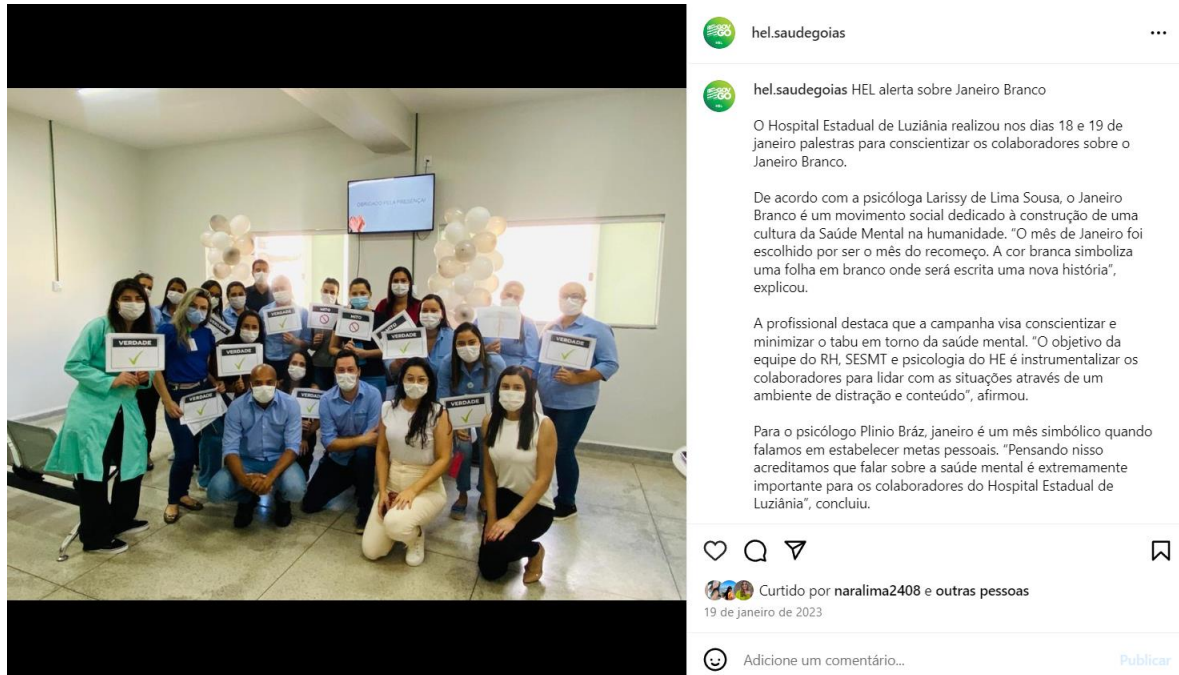 hel.saudegoias
hel.saudegoias HEL alerta sobre Janeiro Branco
O Hospital Estadual de Luziânia realizou nos dias 18 e 19 de
janeiro palestras para conscientizar os colaboradores sobre o
Janeiro Branco.
De acordo com a psicóloga Larissy de Lima Sousa, o Janeiro
Branco é um movimento social dedicado à construção de uma
cultura da Saúde Mental na humanidade. “O mês de Janeiro foi
escolhido por ser o mês do recomeço. A cor branca simboliza
uma folha em branco onde será escrita uma nova história”,
explicou.
A profissional destaca que a campanha visa conscientizar e
minimizar o tabu em torno da saúde mental. “O objetivo da
equipe do RH, SESMT e psicologia do HE é instrumentalizar os
colaboradores para lidar com as situações através de um
ambiente de distração e conteúdo”, afirmou.
Para o psicólogo Plinio Bráz, janeiro é um mês simbólico quando
falamos em estabelecer metas pessoais. “Pensando nisso
acreditamos que falar sobre a saúde mental é extremamente
importante para os colaboradores do Hospital Estadual de
Luziânia”, concluiu.
Curtido por naralima2408 e outras pessoas
19 de janeiro de 2023
Adicione um comentário...
Publicar
OBRIGADO PELA PRESENÇA!
VERDADE
MITO
MITO
VERDADE
VERDADE
VERDADE
VERDADE
VERDADE
VERDADE
VERDADE